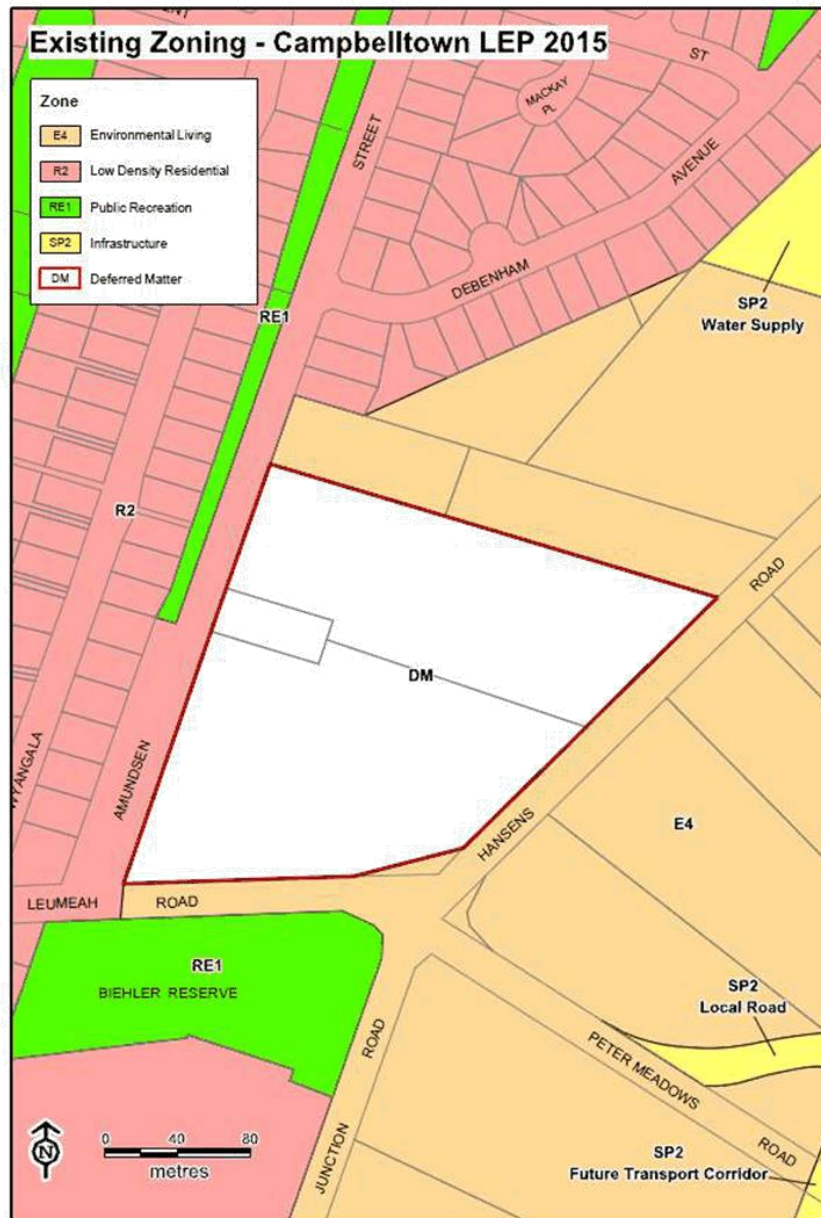 Existing Zoning - Campbelltown LEP 2015
Zone
E4 Environmental Living
R2 Low Density Residential
RE1 Public Recreation
SP2 Infrastructure
DM Deferred Matter
ST
MACKAY
PL
STREET
AVENUE
DEBENHAM
RE1
SP2
Water Supply
R2
ROAD
DM
AMUNDSEN
HANSENS
E4
LEUMEAH
ROAD
RE1
BIEHLER RESERVE
SP2
Local Road
ROAD
PETER MEADOWS
ROAD
JUNCTION
SP2
Future Transport Corridor
N
0 40 80
metres